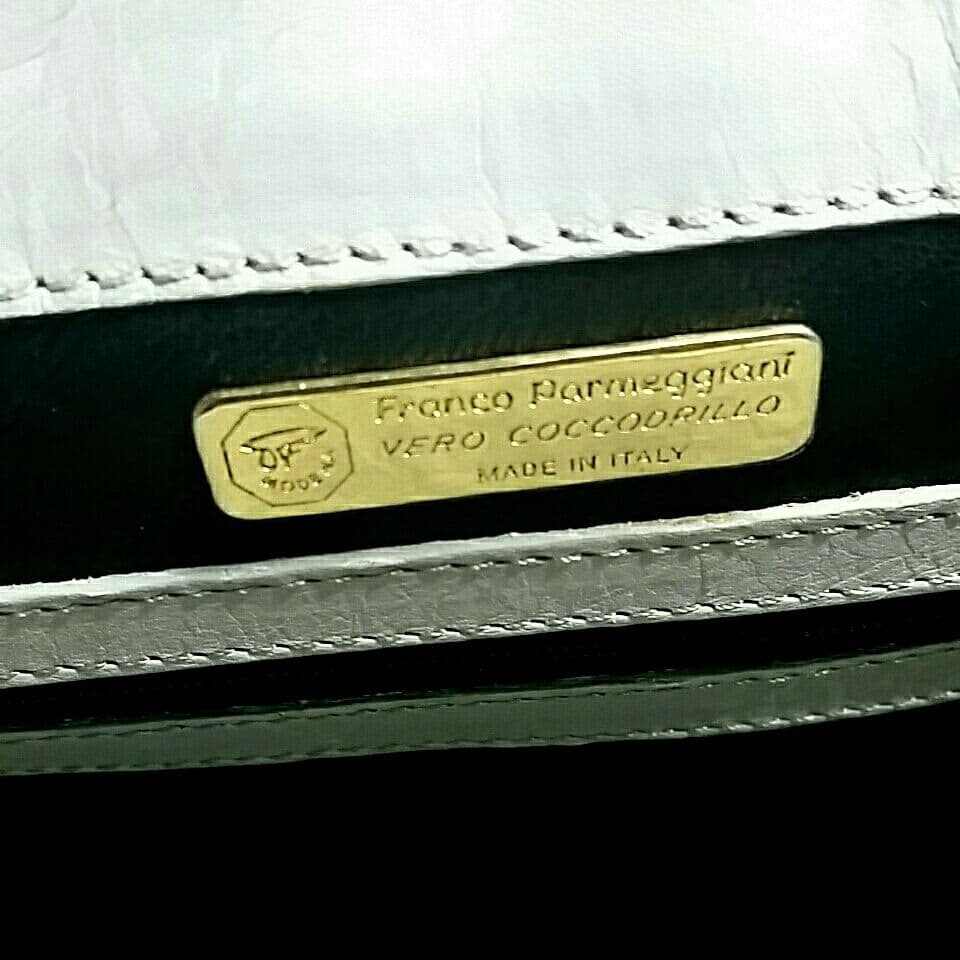 Franco Parmeggiani
VERO COCCODRILLO
MADE IN ITALY